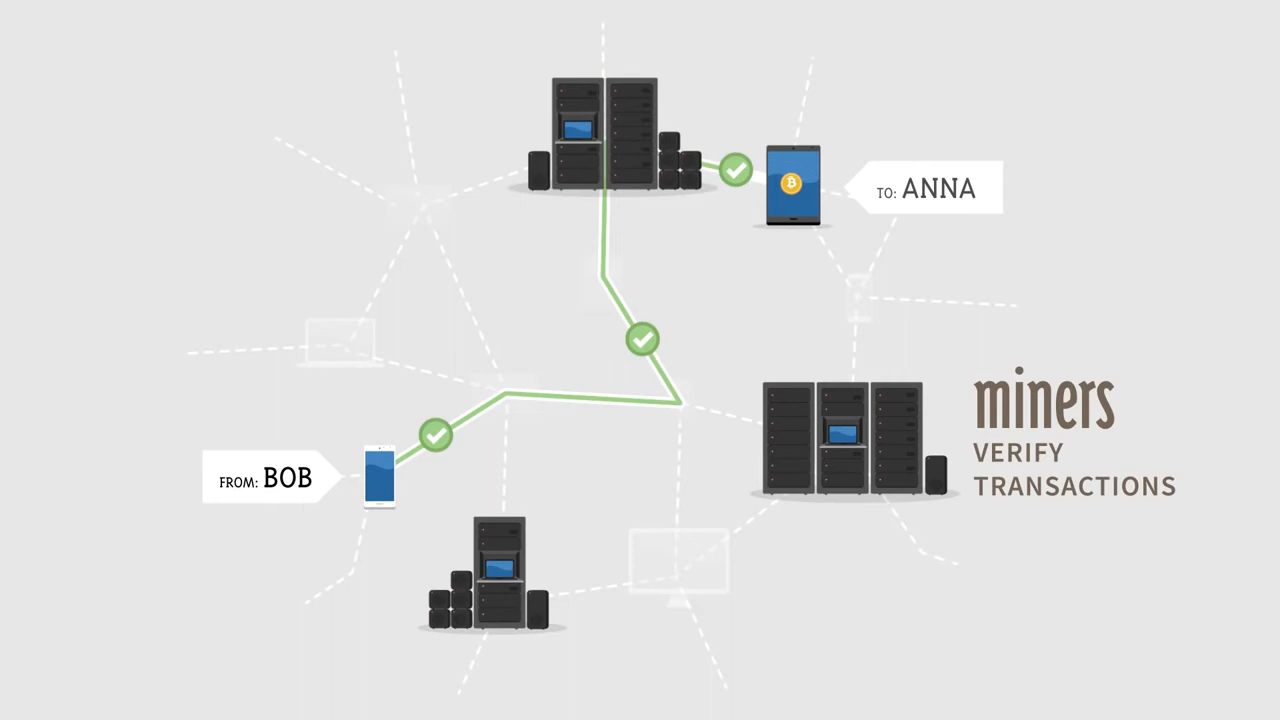 TO: ANNA
miners
VERIFY
TRANSACTIONS
FROM: BOB